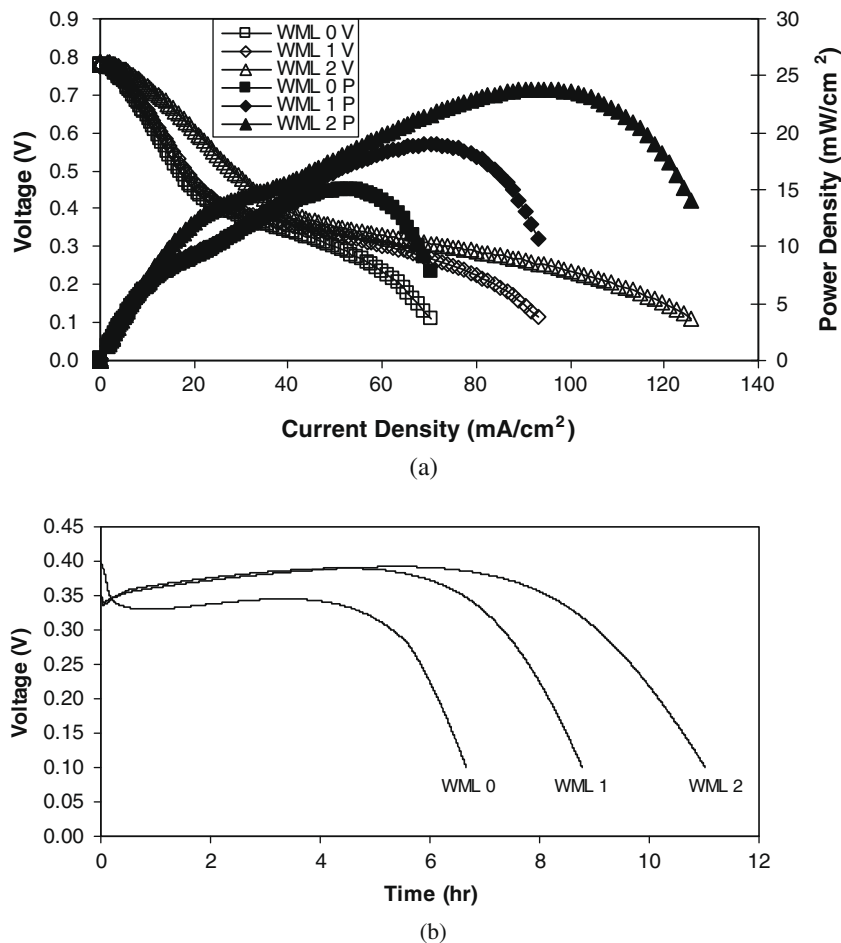 0.9
0.8
0.7
0.6
0.5
0.4
0.3
0.2
0.1
0.0
Voltage (V)
WML 0 V
WML 1 V
WML 2 V
WML 0 P
WML 1 P
WML 2 P
30
25
20
15
10
5
0
Power Density (mW/cm²)
0 20 40 60 80 100 120 140
Current Density (mA/cm²)
(a)
0.45
0.40
0.35
0.30
0.25
0.20
0.15
0.10
0.05
0.00
Voltage (V)
WML 0 WML 1 WML 2
0 2 4 6 8 10 12
Time (hr)
(b)